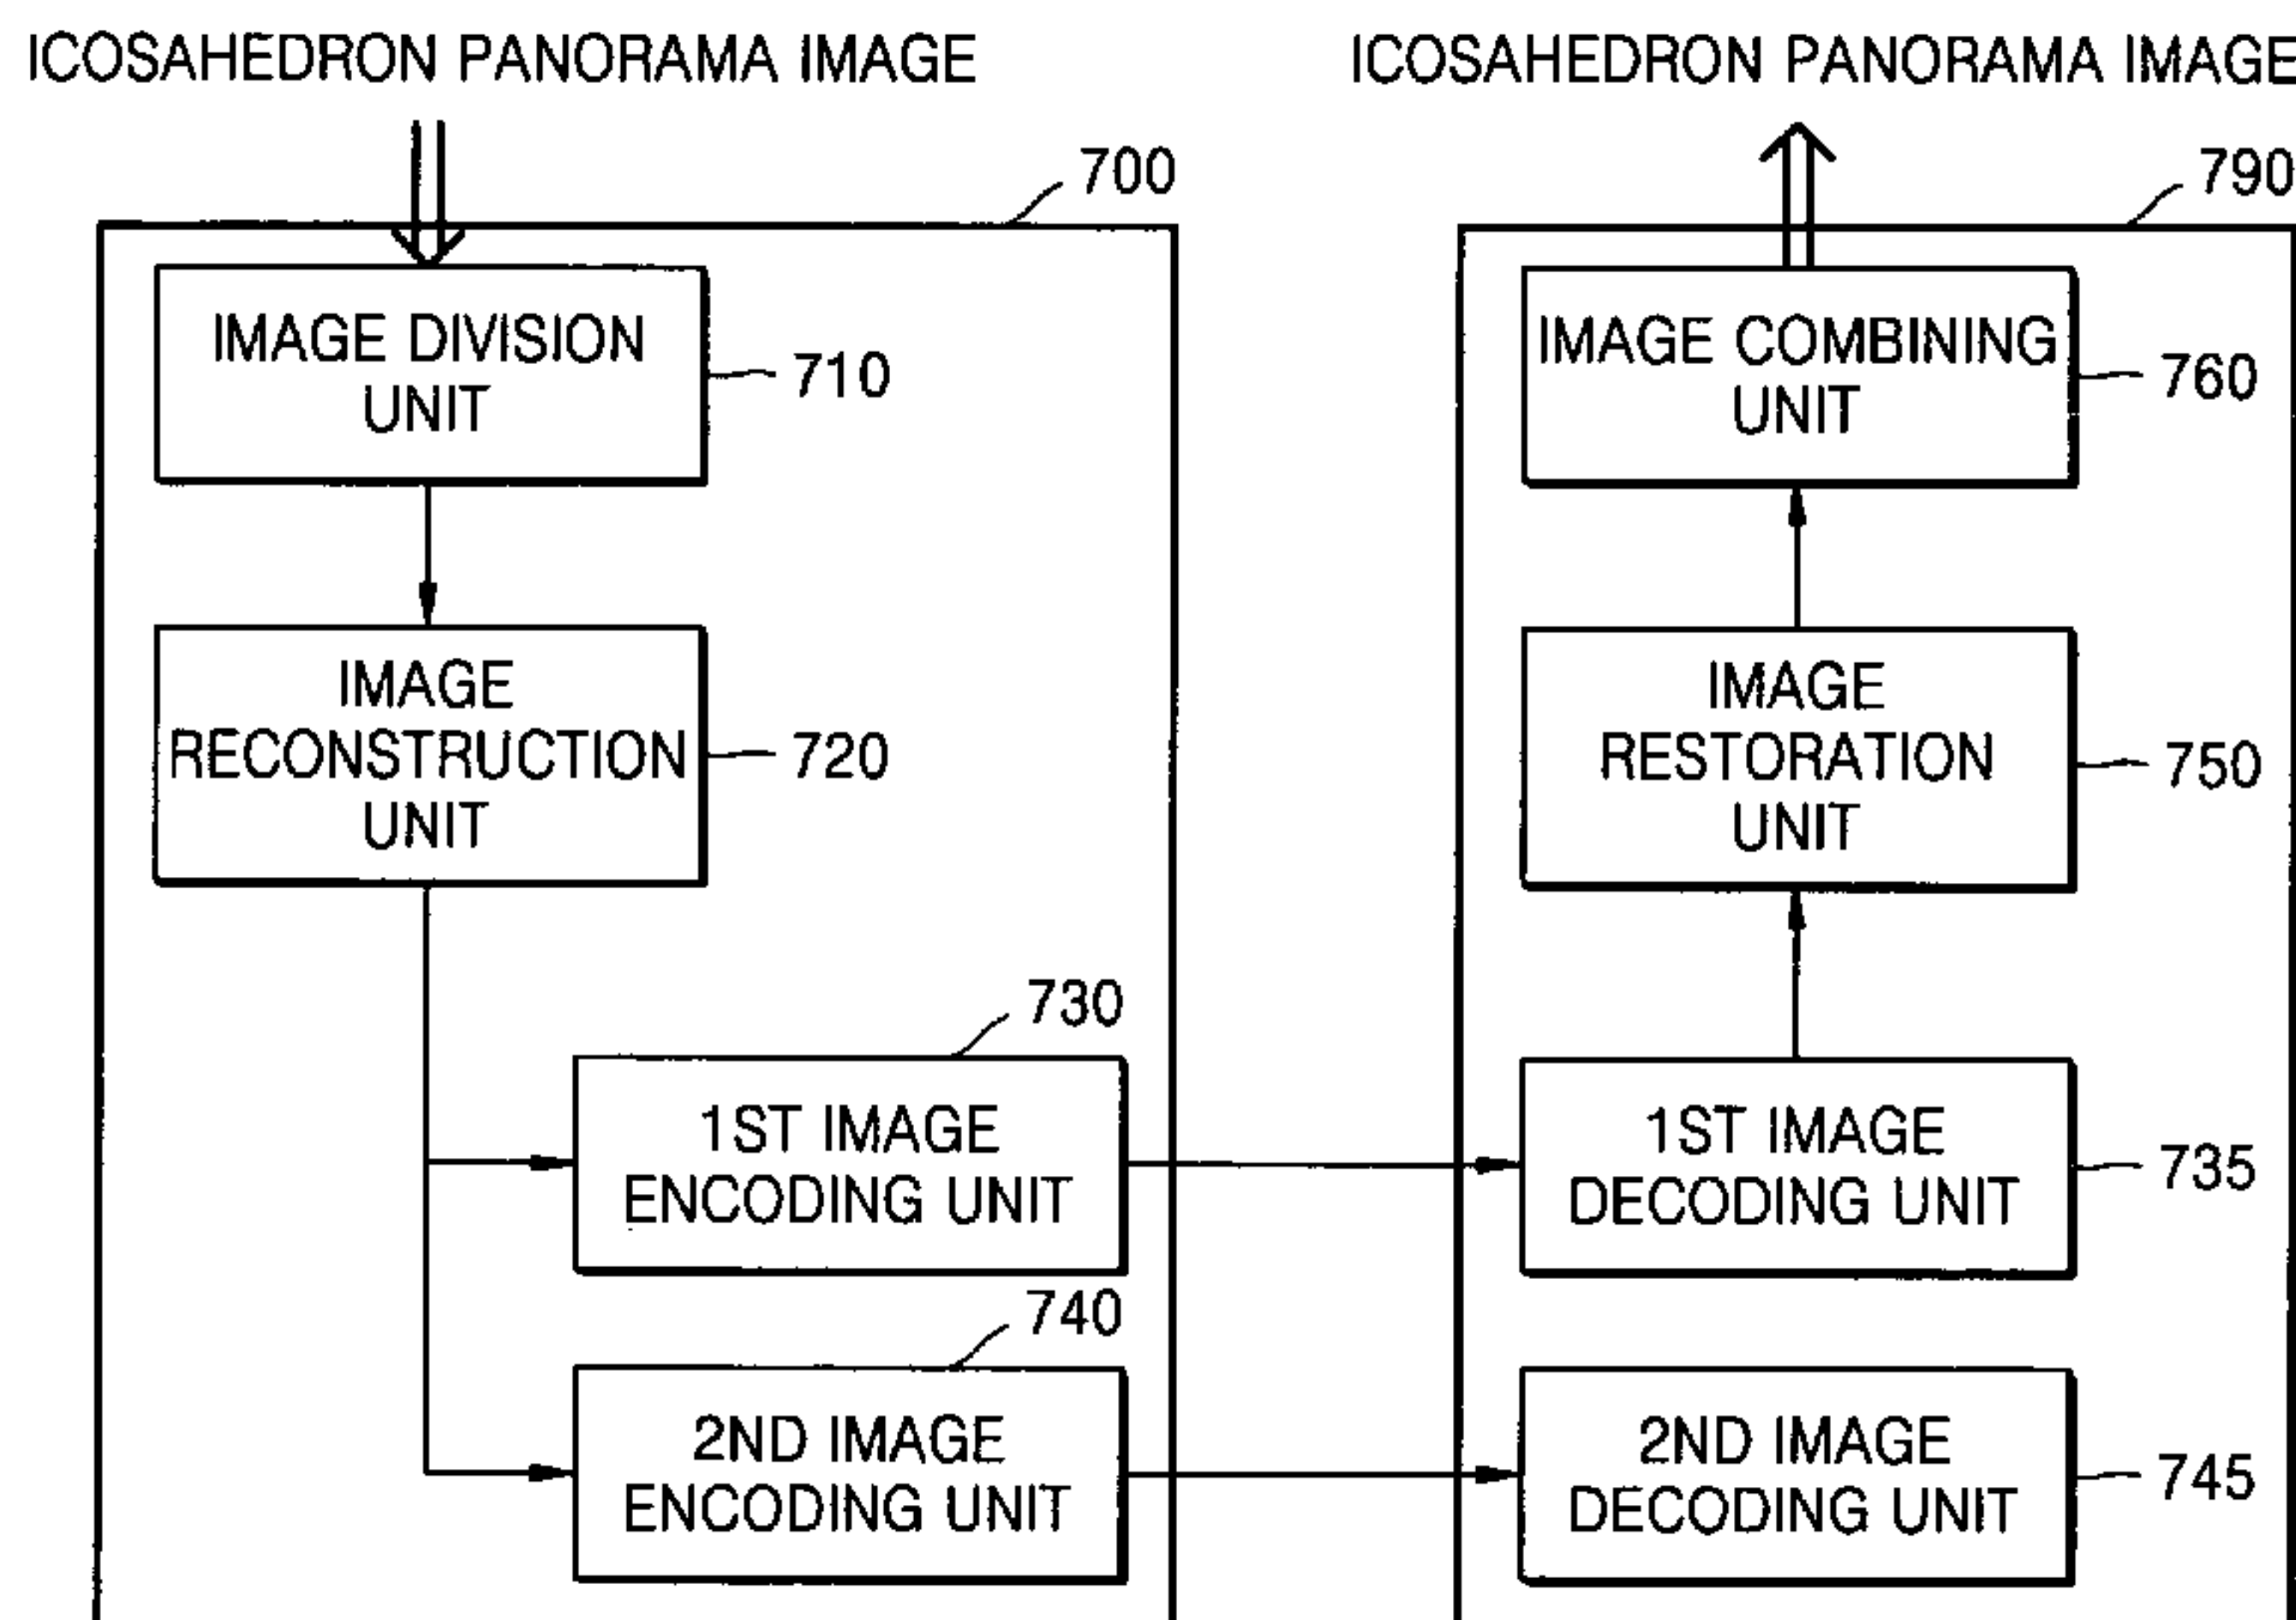 ICOSAHEDRON PANORAMA IMAGE
700
IMAGE DIVISION
UNIT
710
IMAGE
RECONSTRUCTION
UNIT
720
730
1ST IMAGE
ENCODING UNIT
740
2ND IMAGE
ENCODING UNIT
ICOSAHEDRON PANORAMA IMAGE
790
IMAGE COMBINING
UNIT
760
IMAGE
RESTORATION
UNIT
750
1ST IMAGE
DECODING UNIT
735
2ND IMAGE
DECODING UNIT
745